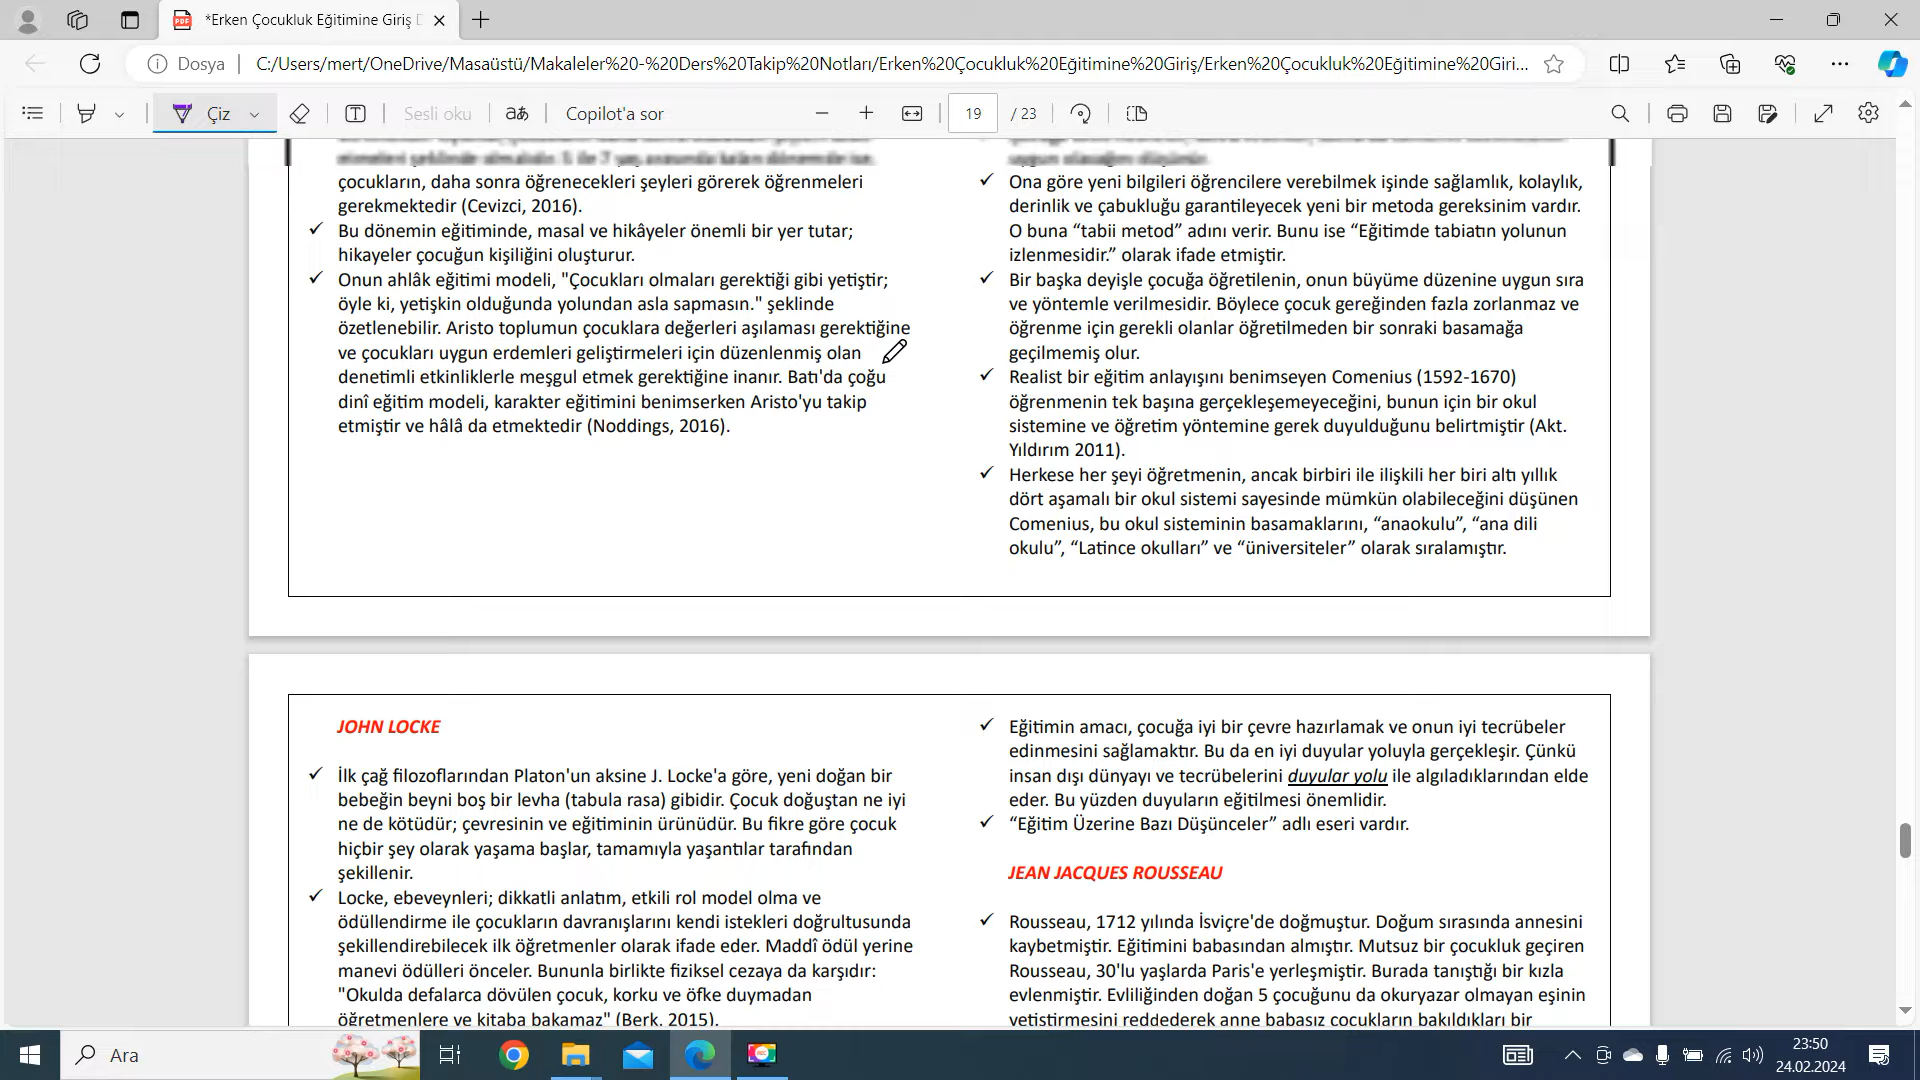 *Erken Çocukluk Eğitimine Giriş
Dosya
C:/Users/mert/OneDrive/Masaüstü/Makaleler%20-%20Ders%20Takip%20Notları/Erken%20Çocukluk%20Eğitimine%20Giriş/Erken%20Çocukluk%20Eğitimine%20Giri...
Çiz
Sesli oku
aあ
Copilot'a sor
19 / 23
etmeleri şeklinde olmalıdır. 5 ile 7 yaş arasında kalan dönemde ise,
çocukların, daha sonra öğrenecekleri şeyleri görerek öğrenmeleri
gerekmektedir (Cevizci, 2016).
✓ Bu dönemin eğitiminde, masal ve hikâyeler önemli bir yer tutar;
hikayeler çocuğun kişiliğini oluşturur.
✓ Onun ahlâk eğitimi modeli, "Çocukları olmaları gerektiği gibi yetiştir;
öyle ki, yetişkin olduğunda yolundan asla sapmasın." şeklinde
özetlenebilir. Aristo toplumun çocuklara değerleri aşılaması gerektiğine
ve çocukları uygun erdemleri geliştirmeleri için düzenlenmiş olan
denetimli etkinliklerle meşgul etmek gerektiğine inanır. Batı'da çoğu
dinî eğitim modeli, karakter eğitimini benimserken Aristo'yu takip
etmiştir ve hâlâ da etmektedir (Noddings, 2016).
uygun olacağını düşünür.
✓ Ona göre yeni bilgileri öğrencilere verebilmek işinde sağlamlık, kolaylık,
derinlik ve çabukluğu garantileyecek yeni bir metoda gereksinim vardır.
O buna “tabii metod” adını verir. Bunu ise “Eğitimde tabiatın yolunun
izlenmesidir.” olarak ifade etmiştir.
✓ Bir başka deyişle çocuğa öğretilenin, onun büyüme düzenine uygun sıra
ve yöntemle verilmesidir. Böylece çocuk gereğinden fazla zorlanmaz ve
öğrenme için gerekli olanlar öğretilmeden bir sonraki basamağa
geçilmemiş olur.
✓ Realist bir eğitim anlayışını benimseyen Comenius (1592-1670)
öğrenmenin tek başına gerçekleşemeyeceğini, bunun için bir okul
sistemine ve öğretim yöntemine gerek duyulduğunu belirtmiştir (Akt.
Yıldırım 2011).
✓ Herkese her şeyi öğretmenin, ancak birbiri ile ilişkili her biri altı yıllık
dört aşamalı bir okul sistemi sayesinde mümkün olabileceğini düşünen
Comenius, bu okul sisteminin basamaklarını, “anaokulu”, “ana dili
okulu”, “Latince okulları” ve “üniversiteler” olarak sıralamıştır.
JOHN LOCKE
✓ İlk çağ filozoflarından Platon'un aksine J. Locke'a göre, yeni doğan bir
bebeğin beyni boş bir levha (tabula rasa) gibidir. Çocuk doğuştan ne iyi
ne de kötüdür; çevresinin ve eğitiminin ürünüdür. Bu fikre göre çocuk
hiçbir şey olarak yaşama başlar, tamamıyla yaşantılar tarafından
şekillenir.
✓ Locke, ebeveynleri; dikkatli anlatım, etkili rol model olma ve
ödüllendirme ile çocukların davranışlarını kendi istekleri doğrultusunda
şekillendirebilecek ilk öğretmenler olarak ifade eder. Maddî ödül yerine
manevi ödülleri önceler. Bununla birlikte fiziksel cezaya da karşıdır:
"Okulda defalarca dövülen çocuk, korku ve öfke duymadan
öğretmenlere ve kitaba bakamaz" (Berk, 2015).
✓ Eğitimin amacı, çocuğa iyi bir çevre hazırlamak ve onun iyi tecrübeler
edinmesini sağlamaktır. Bu da en iyi duyular yoluyla gerçekleşir. Çünkü
insan dışı dünyayı ve tecrübelerini duyular yolu ile algıladıklarından elde
eder. Bu yüzden duyuların eğitilmesi önemlidir.
✓ “Eğitim Üzerine Bazı Düşünceler” adlı eseri vardır.
JEAN JACQUES ROUSSEAU
✓ Rousseau, 1712 yılında İsviçre'de doğmuştur. Doğum sırasında annesini
kaybetmiştir. Eğitimini babasından almıştır. Mutsuz bir çocukluk geçiren
Rousseau, 30'lu yaşlarda Paris'e yerleşmiştir. Burada tanıştığı bir kızla
evlenmiştir. Evliliğinden doğan 5 çocuğunu da okuryazar olmayan eşinin
yetiştirmesini reddederek anne babasız çocukların bakıldıkları bir
Ara
23:50
24.02.2024